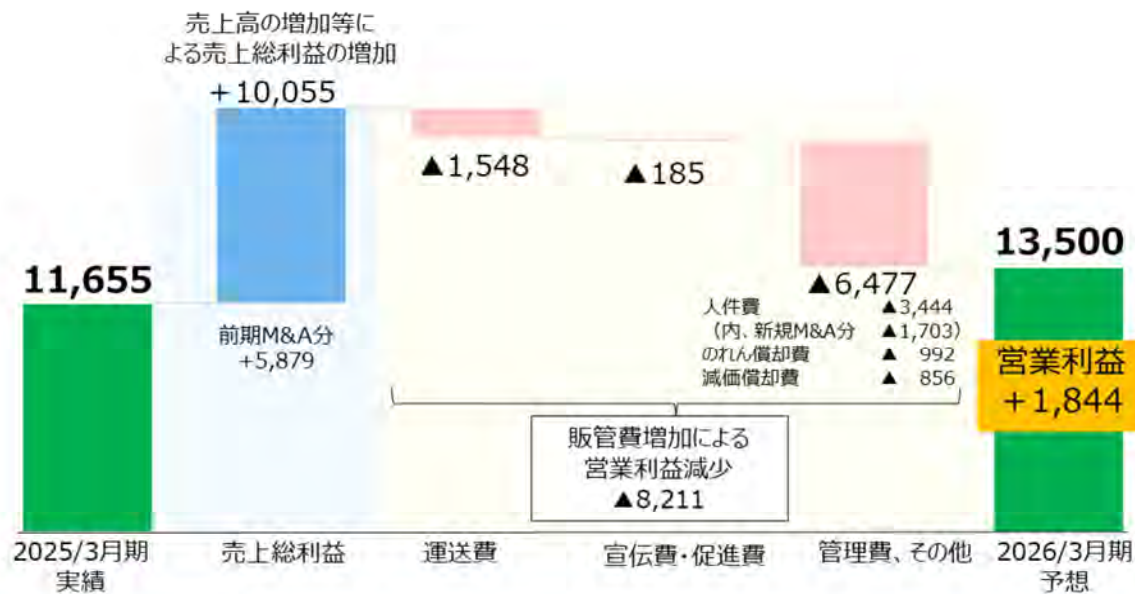 売上高の増加等に
よる売上総利益の増加
+10,055
▲1,548
▲185
13,500
11,655
▲6,477
人件費 ▲3,444
(内、新規M&A分 ▲1,703)
のれん償却費 ▲ 992
減価償却費 ▲ 856
前期M&A分
+5,879
営業利益
+1,844
販管費増加による
営業利益減少
▲8,211
2025/3月期
実績
売上総利益
運送費
宣伝費・促進費
管理費、その他
2026/3月期
予想